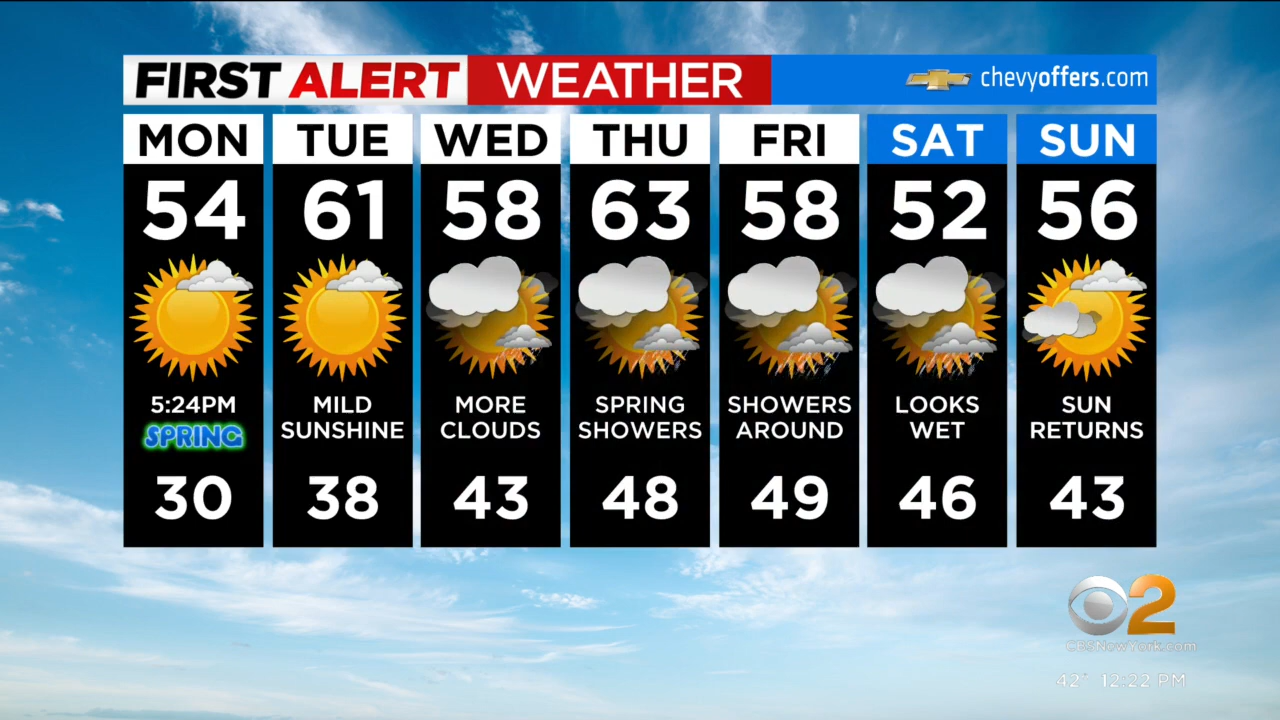 FIRST ALERT WEATHER
chevyoffers.com
MON TUE WED THU FRI SAT SUN
54 61 58 63 58 52 56
5:24PM MILD MORE SPRING SHOWERS LOOKS SUN
SPRING SUNSHINE CLOUDS SHOWERS AROUND WET RETURNS
30 38 43 48 49 46 43
2
CBSNewYork.com
42° 12:22 PM